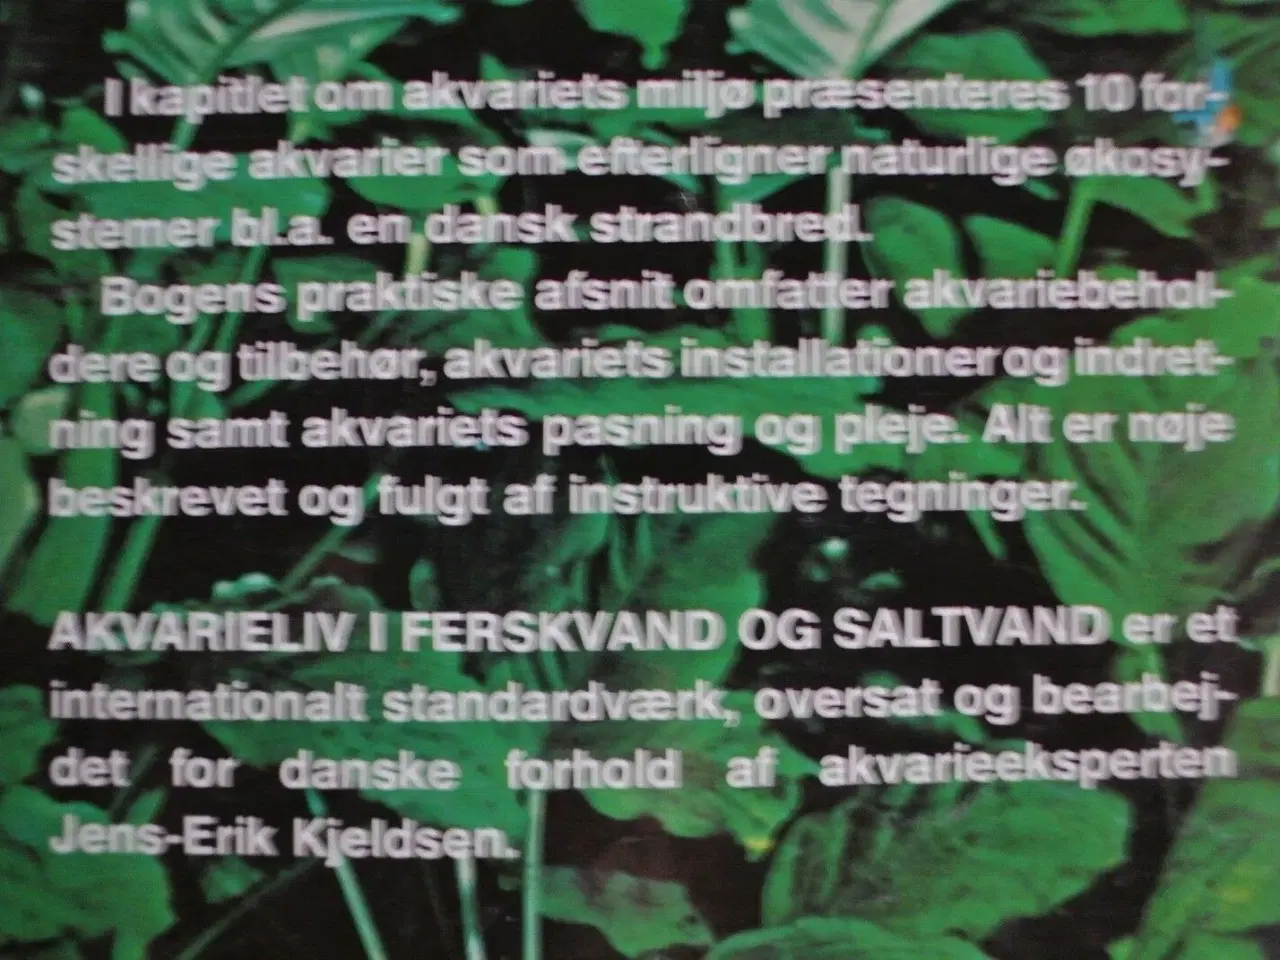 I kapitlet om akvariets miljø præsenteres 10 for-
skellige akvarier som efterligner naturlige økosy-
stemer bl.a. en dansk strandbred.
Bogens praktiske afsnit omfatter akvariebehol-
dere og tilbehør, akvariets installationer og indret-
ning samt akvariets pasning og pleje. Alt er nøje
beskrevet og fulgt af instruktive tegninger.
AKVARIELIV I FERSKVAND OG SALTVAND er et
internationalt standardværk, oversat og bearbej-
det for danske forhold af akvarieeksperten
Jens-Erik Kjeldsen.